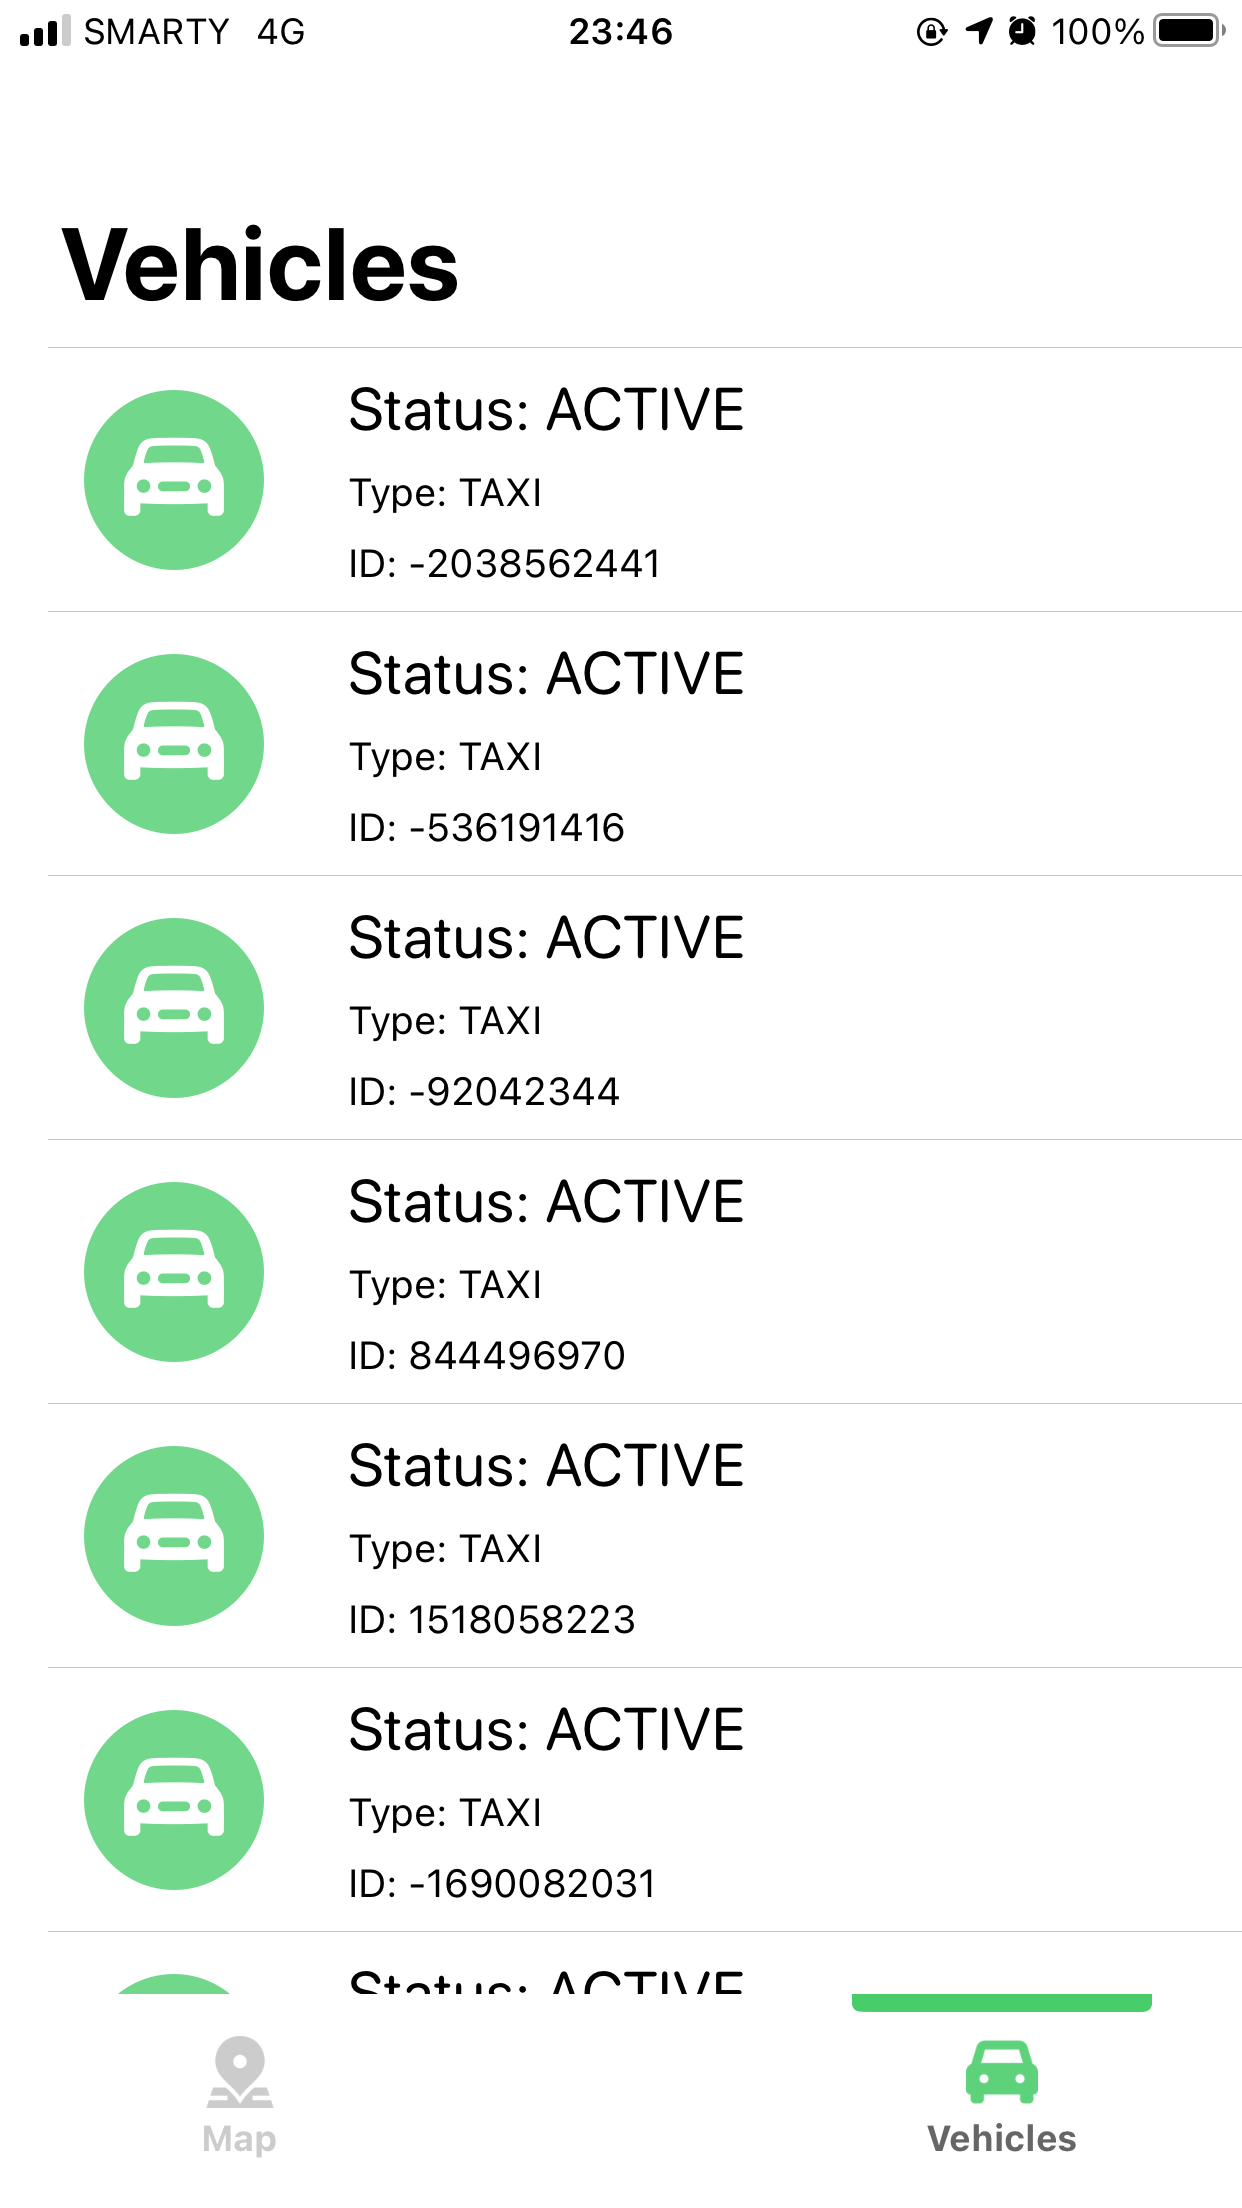 SMARTY 4G 23:46 100%
Vehicles
Status: ACTIVE
Type: TAXI
ID: -2038562441
Status: ACTIVE
Type: TAXI
ID: -536191416
Status: ACTIVE
Type: TAXI
ID: -92042344
Status: ACTIVE
Type: TAXI
ID: 844496970
Status: ACTIVE
Type: TAXI
ID: 1518058223
Status: ACTIVE
Type: TAXI
ID: -1690082031
Status: ACTIVE
Map Vehicles